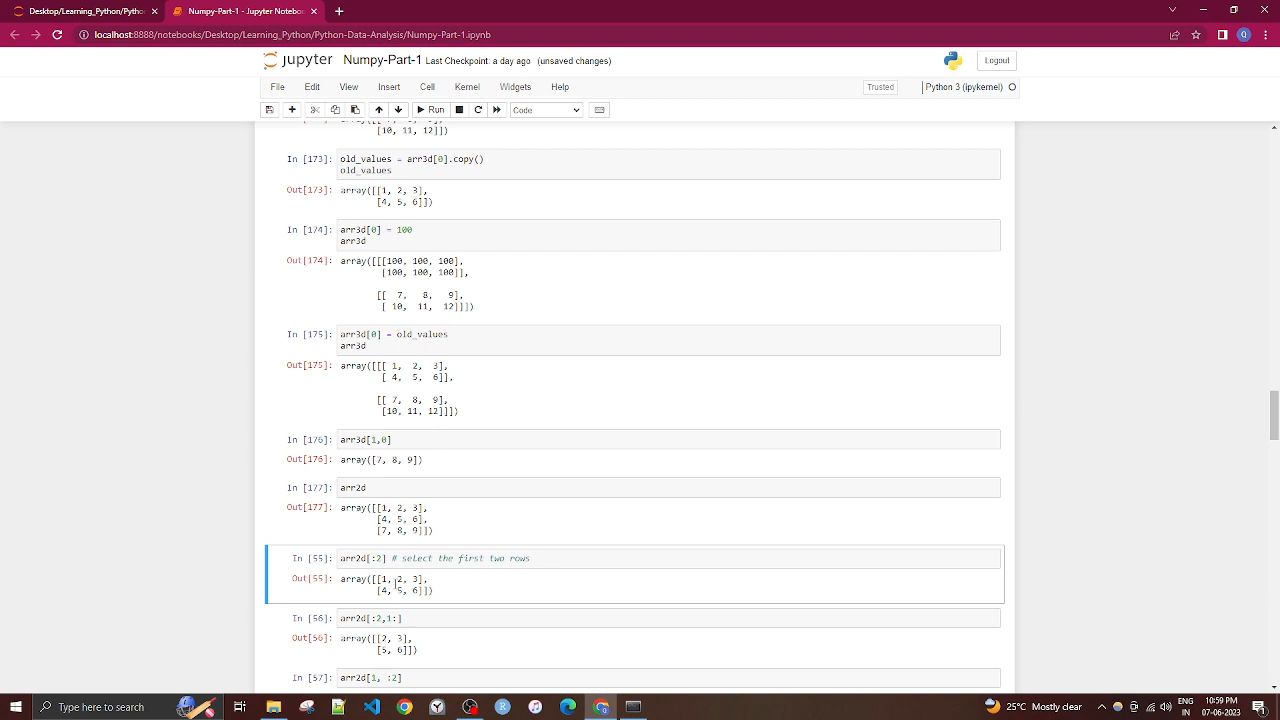 Desktop/Learning_Python/Python-
Numpy-Part-1 - Jupyter Notebook
localhost:8888/notebooks/Desktop/Learning_Python/Python-Data-Analysis/Numpy-Part-1.ipynb
jupyter Numpy-Part-1 Last Checkpoint: a day ago (unsaved changes)
Logout
File Edit View Insert Cell Kernel Widgets Help
Trusted Python 3 (ipykernel)
Run Code
[10, 11, 12]])
In [173]: old_values = arr3d[0].copy()
old_values
Out[173]: array([[1, 2, 3],
[4, 5, 6]])
In [174]: arr3d[0] = 100
arr3d
Out[174]: array([[[100, 100, 100],
[100, 100, 100]],
[[ 7, 8, 9],
[ 10, 11, 12]]])
In [175]: arr3d[0] = old_values
arr3d
Out[175]: array([[[ 1, 2, 3],
[ 4, 5, 6]],
[[ 7, 8, 9],
[10, 11, 12]]])
In [176]: arr3d[1,0]
Out[176]: array([7, 8, 9])
In [177]: arr2d
Out[177]: array([[1, 2, 3],
[4, 5, 6],
[7, 8, 9]])
In [55]: arr2d[:2] # select the first two rows
Out[55]: array([[1, 2, 3],
[4, 5, 6]])
In [56]: arr2d[:2,1:]
Out[56]: array([[2, 3],
[5, 6]])
In [57]: arr2d[1, :2]
Type here to search
25°C Mostly clear
ENG
IN
10:59 PM
07-06-2023